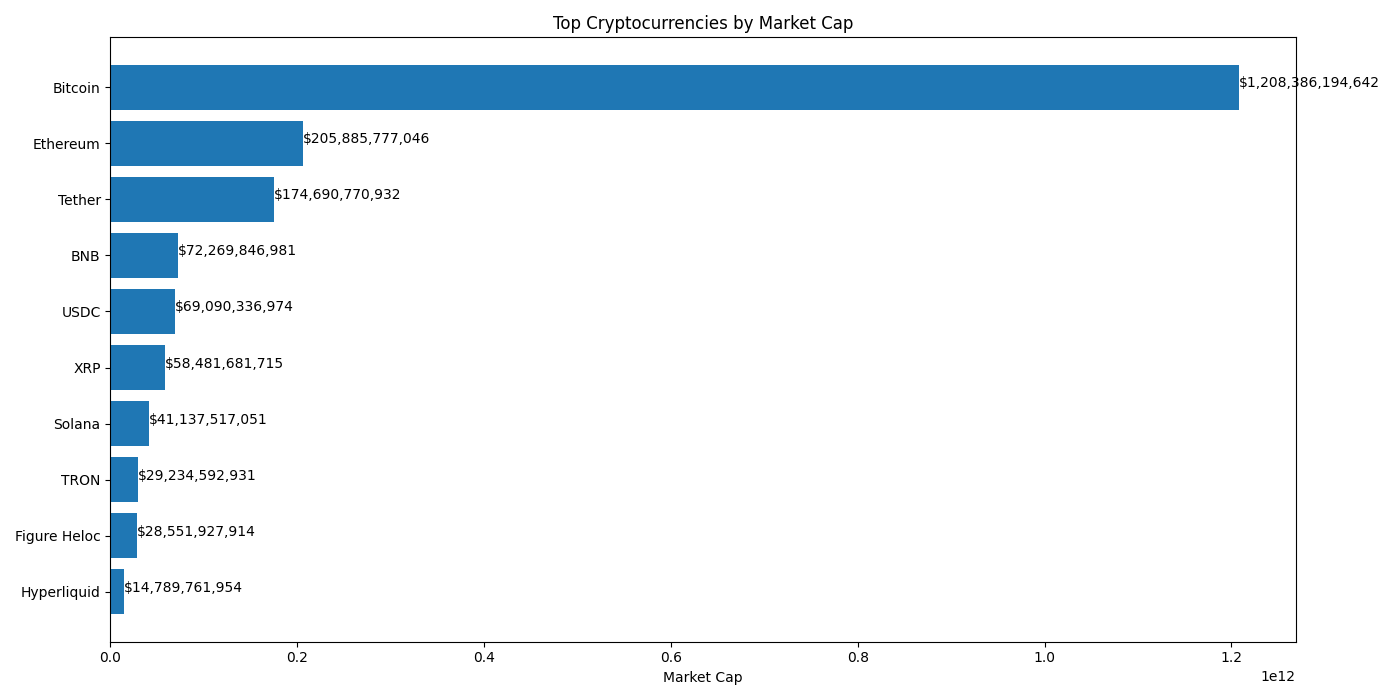 Top Cryptocurrencies by Market Cap
Bitcoin $1,208,386,194,642
Ethereum $205,885,777,046
Tether $174,690,770,932
BNB $72,269,846,981
USDC $69,090,336,974
XRP $58,481,681,715
Solana $41,137,517,051
TRON $29,234,592,931
Figure Heloc $28,551,927,914
Hyperliquid $14,789,761,954
0.0 0.2 0.4 0.6 0.8 1.0 1.2
1e12
Market Cap